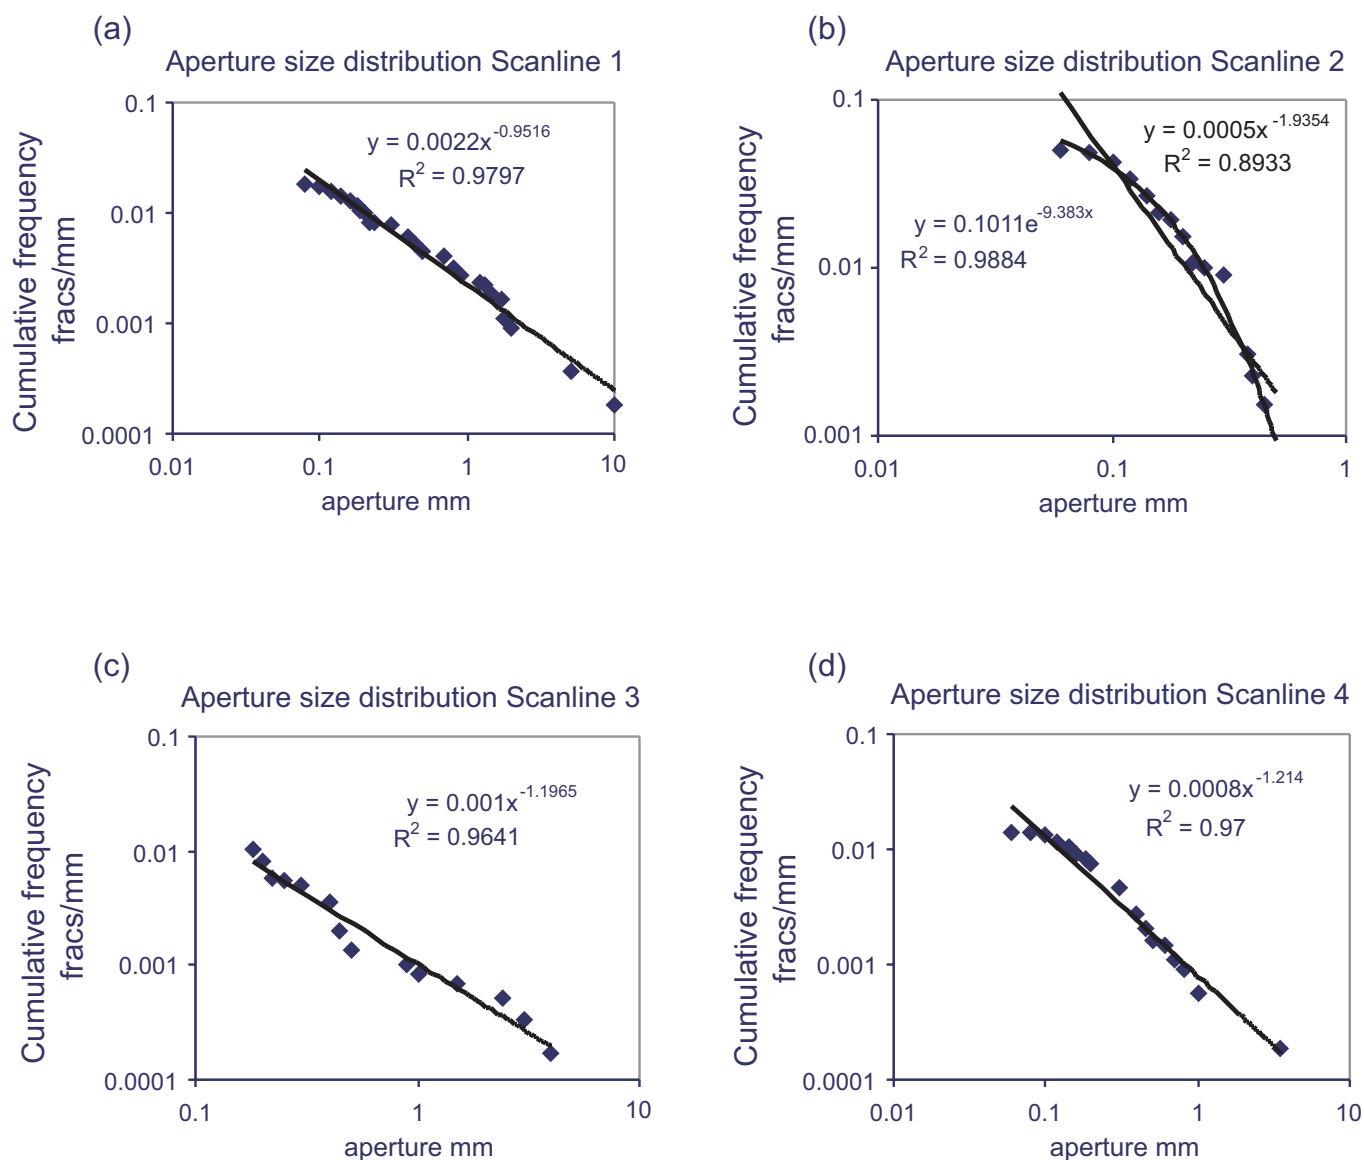 (a)
Aperture size distribution Scanline 1
Cumulative frequency
fracs/mm
0.1
0.01
0.001
0.0001
y = 0.0022x^-0.9516
R^2 = 0.9797
0.01 0.1 1 10
aperture mm
(b)
Aperture size distribution Scanline 2
Cumulative frequency
fracs/mm
0.1
0.01
0.001
y = 0.0005x^-1.9354
R^2 = 0.8933
y = 0.1011e^-9.383x
R^2 = 0.9884
0.01 0.1 1
aperture mm
(c)
Aperture size distribution Scanline 3
Cumulative frequency
fracs/mm
0.1
0.01
0.001
0.0001
y = 0.001x^-1.1965
R^2 = 0.9641
0.1 1 10
aperture mm
(d)
Aperture size distribution Scanline 4
Cumulative frequency
fracs/mm
0.1
0.01
0.001
0.0001
y = 0.0008x^-1.214
R^2 = 0.97
0.01 0.1 1 10
aperture mm